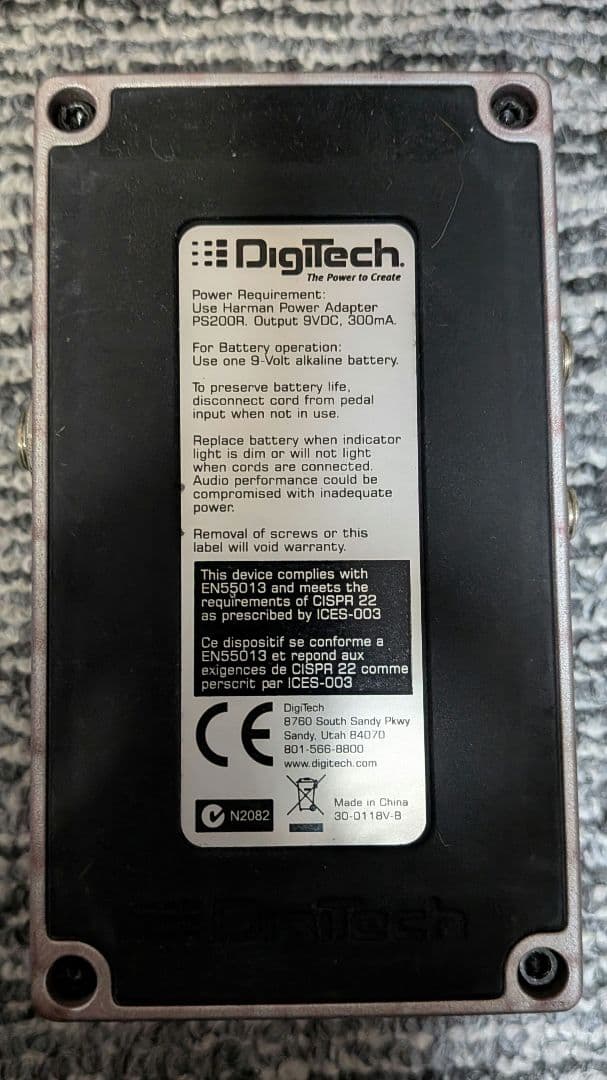 DigiTech.
The Power to Create
Power Requirement:
Use Harman Power Adapter
PS200R. Output 9VDC, 300mA.
For Battery operation:
Use one 9-Volt alkaline battery.
To preserve battery life,
disconnect cord from pedal
input when not in use.
Replace battery when indicator
light is dim or will not light
when cords are connected.
Audio performance could be
compromised with inadequate
power.
Removal of screws or this
label will void warranty.
This device complies with
EN55013 and meets the
requirements of CISPR 22
as prescribed by ICES-003
Ce dispositif se conforme a
EN55013 et repond aux
exigences de CISPR 22 comme
perscrit par ICES-003
CE
DigiTech
8760 South Sandy Pkwy
Sandy, Utah 84070
801-566-8800
www.digitech.com
N2082
Made in China
30-0118V-B
DigiTech